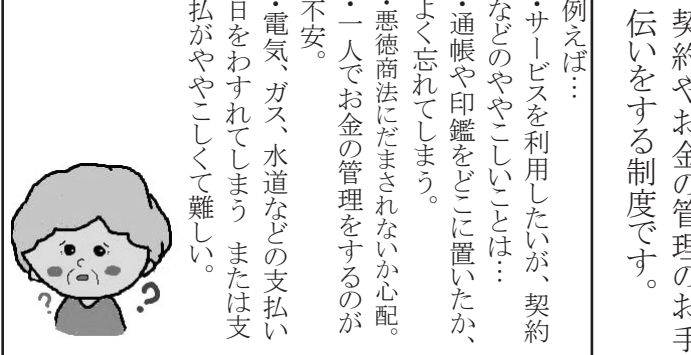 契約やお金の管理のお手
伝いをする制度です。
例えば…
・サービスを利用したいが、契約
などのややこしいことは…
・通帳や印鑑をどこに置いたか、
よく忘れてしまう。
・悪徳商法にだまされないか心配。
・一人でお金の管理をするのが
不安。
・電気、ガス、水道などの支払い
日をわすれてしまう または支
払がややこしくて難しい。
??